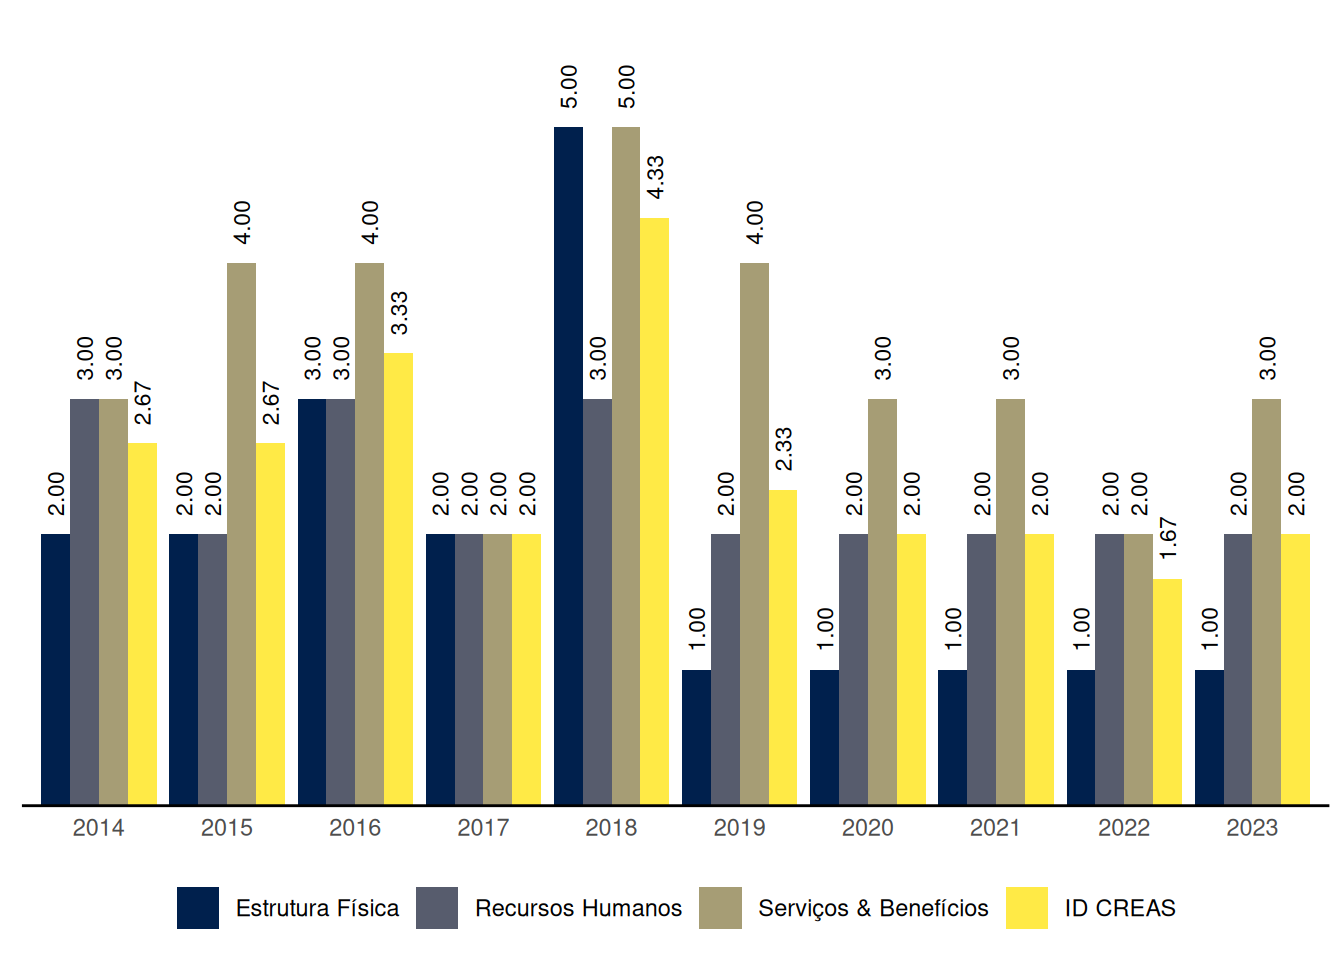 5.00 5.00
4.33
4.00 4.00 4.00
3.33
3.00 3.00 3.00 3.00 3.00 3.00 3.00 3.00
2.67 2.67
2.33
2.00 2.00 2.00 2.00 2.00 2.00 2.00 2.00 2.00 2.00 2.00 2.00 2.00 2.00 2.00 2.00
1.67
1.00 1.00 1.00 1.00 1.00
2014 2015 2016 2017 2018 2019 2020 2021 2022 2023
Estrutura Física Recursos Humanos Serviços & Benefícios ID CREAS